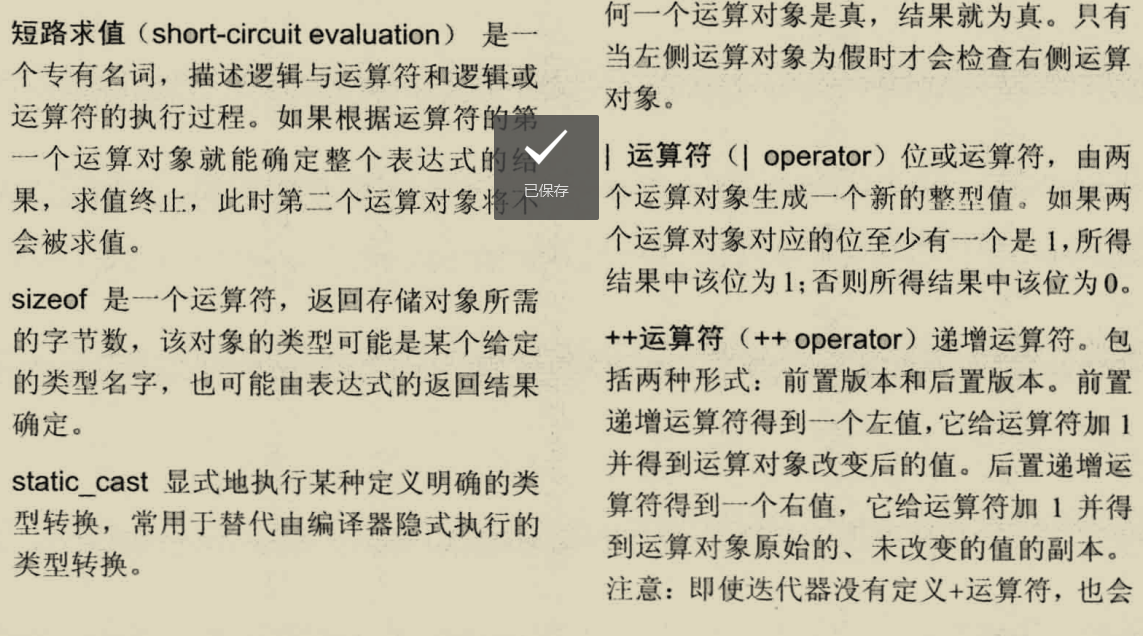 短路求值（short-circuit evaluation） 是一
个专有名词，描述逻辑与运算符和逻辑或
运算符的执行过程。如果根据运算符的第
一个运算对象就能确定整个表达式的结
果，求值终止，此时第二个运算对象将不
会被求值。
sizeof 是一个运算符，返回存储对象所需
的字节数，该对象的类型可能是某个给定
的类型名字，也可能由表达式的返回结果
确定。
static_cast 显式地执行某种定义明确的类
型转换，常用于替代由编译器隐式执行的
类型转换。
何一个运算对象是真，结果就为真。只有
当左侧运算对象为假时才会检查右侧运算
对象。
| 运算符（| operator）位或运算符，由两
个运算对象生成一个新的整型值。如果两
个运算对象对应的位至少有一个是 1,所得
结果中该位为1;否则所得结果中该位为0。
++运算符（++ operator）递增运算符。包
括两种形式：前置版本和后置版本。前置
递增运算符得到一个左值,它给运算符加 1
并得到运算对象改变后的值。后置递增运
算符得到一个右值，它给运算符加 1 并得
到运算对象原始的、未改变的值的副本。
注意：即使迭代器没有定义+运算符，也会
已保存